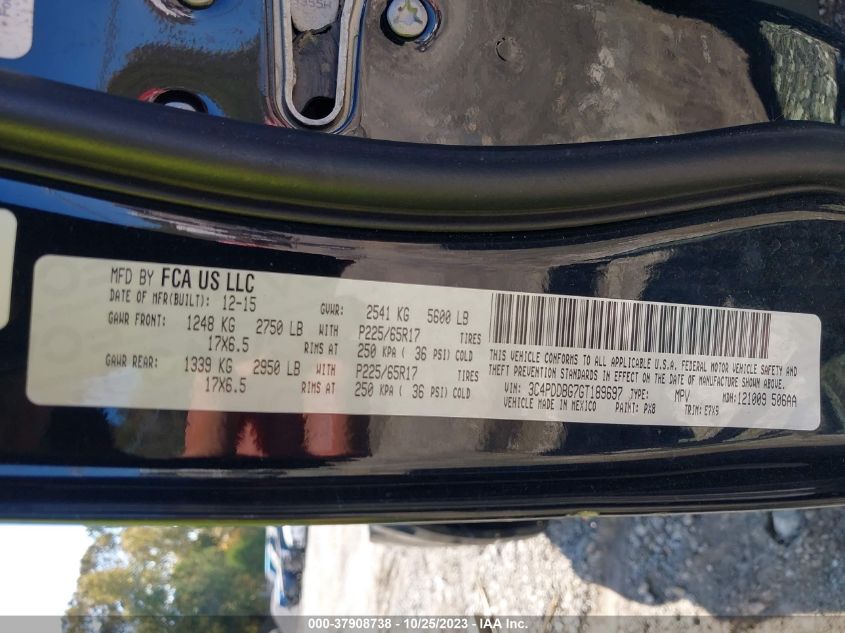 MFD BY FCA US LLC
DATE OF MFR(BUILT): 12-15 GVWR: 2541 KG 5600 LB
GAWR FRONT: 1248 KG 2750 LB WITH P225/65R17 TIRES
17X6.5 RIMS AT 250 KPA ( 36 PSI) COLD
GAWR REAR: 1339 KG 2950 LB WITH P225/65R17 TIRES
17X6.5 RIMS AT 250 KPA ( 36 PSI) COLD
THIS VEHICLE CONFORMS TO ALL APPLICABLE U.S.A. FEDERAL MOTOR VEHICLE SAFETY AND
THEFT PREVENTION STANDARDS IN EFFECT ON THE DATE OF MANUFACTURE SHOWN ABOVE.
VIN: 3C4PDDBG7GT189697 TYPE: MPV MDH: 121009 506AA
VEHICLE MADE IN MEXICO PAINT: PX8 TRIM: E7X9
000-37908738 - 10/25/2023 - IAA Inc.